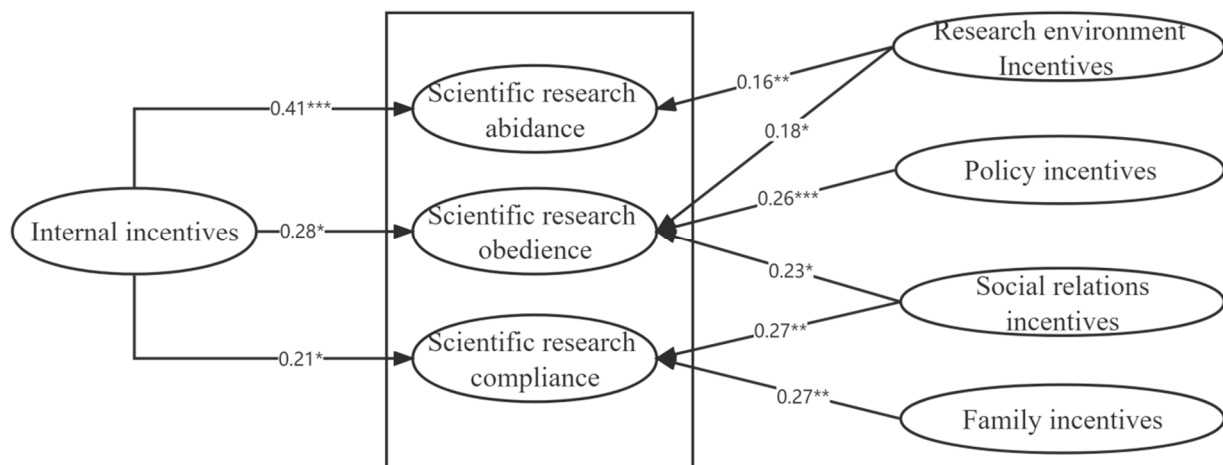 Internal incentives
0.41***
0.28*
0.21*
Scientific research
abidance
Scientific research
obedience
Scientific research
compliance
0.16**
0.18*
0.26***
0.23*
0.27**
0.27**
Research environment
Incentives
Policy incentives
Social relations
incentives
Family incentives